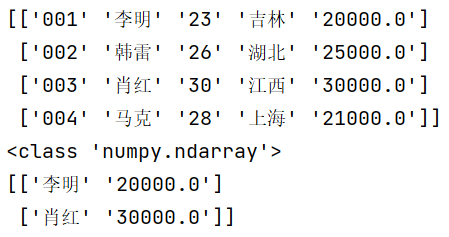 [['001' '李明' '23' '吉林' '20000.0']
 ['002' '韩雷' '26' '湖北' '25000.0']
 ['003' '肖红' '30' '江西' '30000.0']
 ['004' '马克' '28' '上海' '21000.0']]
<class 'numpy.ndarray'>
[['李明' '20000.0']
 ['肖红' '30000.0']]